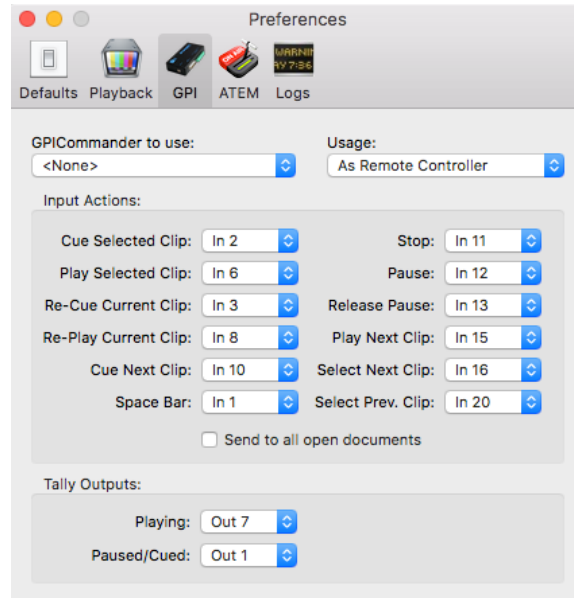 Preferences
WARNIN
AY 7:36
Defaults Playback GPI ATEM Logs
GPICommander to use: Usage:
<None> As Remote Controller
Input Actions:
Cue Selected Clip: In 2 Stop: In 11
Play Selected Clip: In 6 Pause: In 12
Re-Cue Current Clip: In 3 Release Pause: In 13
Re-Play Current Clip: In 8 Play Next Clip: In 15
Cue Next Clip: In 10 Select Next Clip: In 16
Space Bar: In 1 Select Prev. Clip: In 20
Send to all open documents
Tally Outputs:
Playing: Out 7
Paused/Cued: Out 1